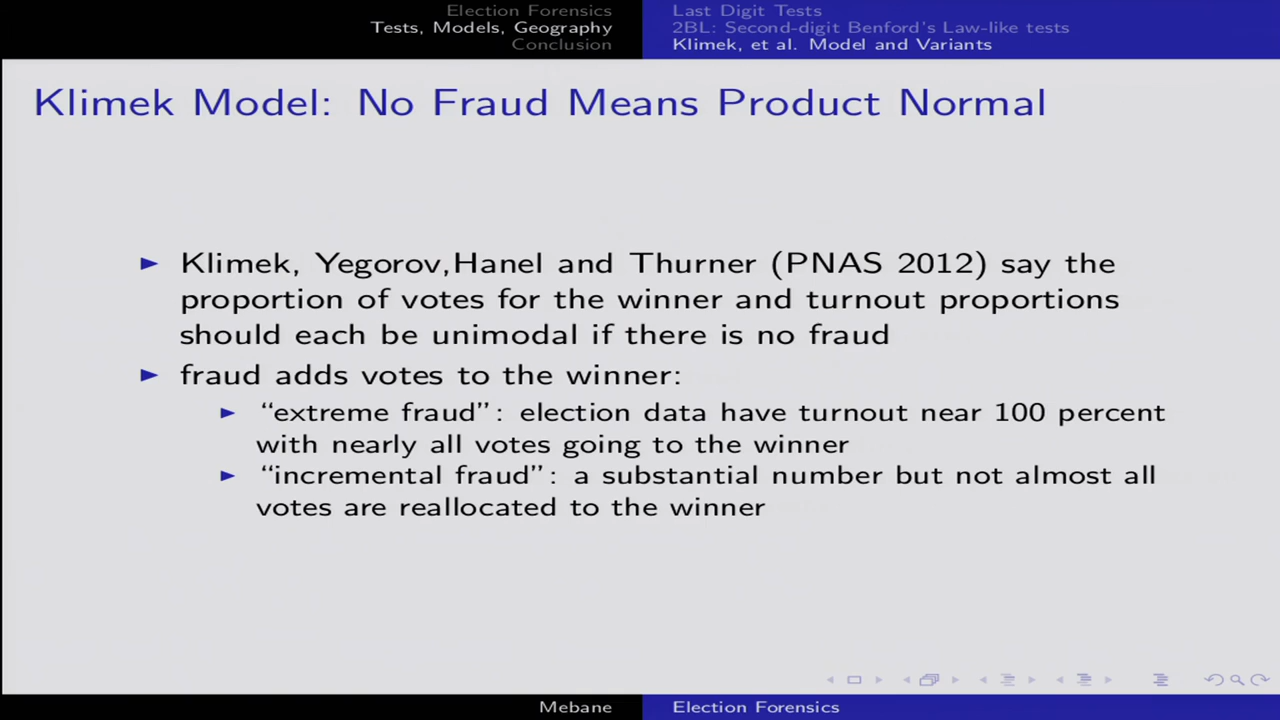 Election Forensics
Tests, Models, Geography
Conclusion
Last Digit Tests
2BL: Second-digit Benford's Law-like tests
Klimek, et al. Model and Variants
Klimek Model: No Fraud Means Product Normal
Klimek, Yegorov,Hanel and Thurner (PNAS 2012) say the
proportion of votes for the winner and turnout proportions
should each be unimodal if there is no fraud
fraud adds votes to the winner:
“extreme fraud”: election data have turnout near 100 percent
with nearly all votes going to the winner
“incremental fraud”: a substantial number but not almost all
votes are reallocated to the winner
Mebane
Election Forensics